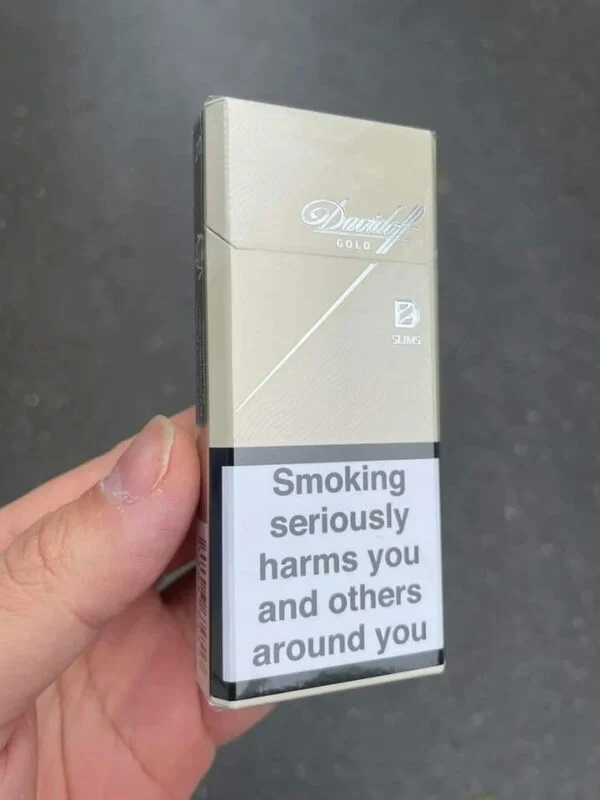 Davidoff
GOLD
SLIMS
Smoking
seriously
harms you
and others
around you